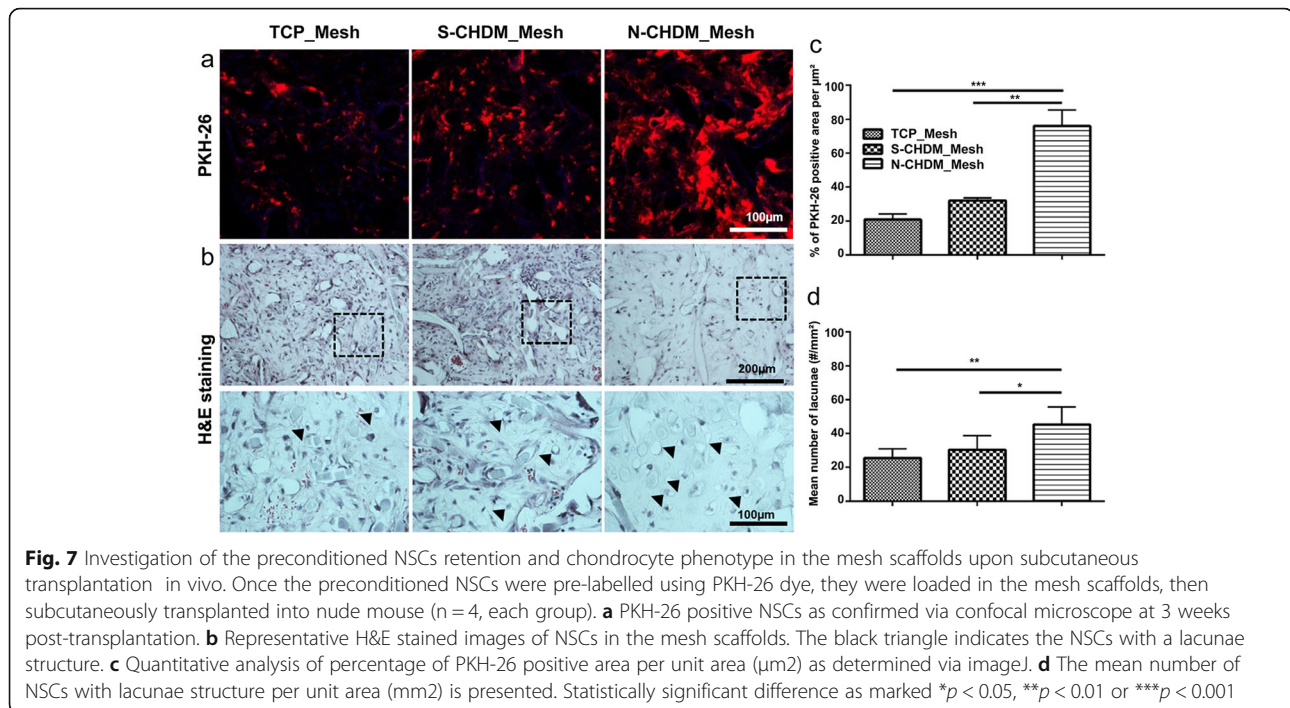 TCP_Mesh S-CHDM_Mesh N-CHDM_Mesh
a
PKH-26
100µm
b
H&E staining
200µm
100µm
c
% of PKH-26 positive area per µm²
100
80
60
40
20
0
***
**
TCP_Mesh
S-CHDM_Mesh
N-CHDM_Mesh
d
Mean number of lacunae (#/mm²)
100
80
60
40
20
0
**
*
Fig. 7 Investigation of the preconditioned NSCs retention and chondrocyte phenotype in the mesh scaffolds upon subcutaneous
transplantation in vivo. Once the preconditioned NSCs were pre-labelled using PKH-26 dye, they were loaded in the mesh scaffolds, then
subcutaneously transplanted into nude mouse (n = 4, each group). a PKH-26 positive NSCs as confirmed via confocal microscope at 3 weeks
post-transplantation. b Representative H&E stained images of NSCs in the mesh scaffolds. The black triangle indicates the NSCs with a lacunae
structure. c Quantitative analysis of percentage of PKH-26 positive area per unit area (µm2) as determined via imageJ. d The mean number of
NSCs with lacunae structure per unit area (mm2) is presented. Statistically significant difference as marked *p < 0.05, **p < 0.01 or ***p < 0.001